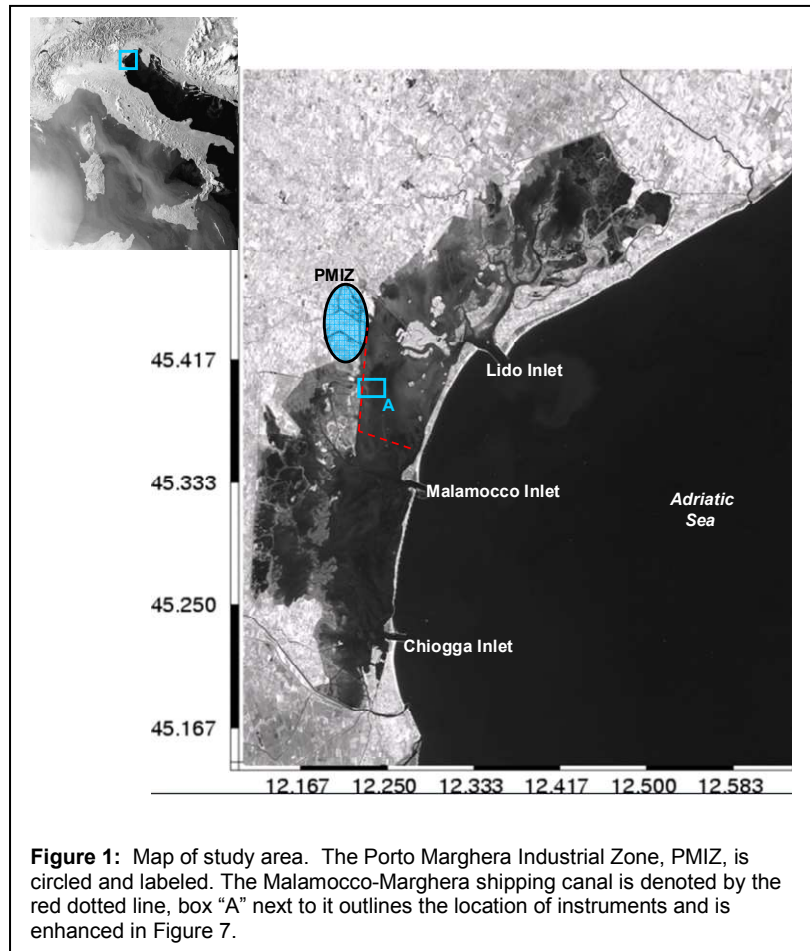 PMIZ
45.417
Lido Inlet
A
45.333
Malamocco Inlet
Adriatic
Sea
45.250
Chiogga Inlet
45.167
12.167 12.250 12.333 12.417 12.500 12.583
Figure 1: Map of study area. The Porto Marghera Industrial Zone, PMIZ, is
circled and labeled. The Malamocco-Marghera shipping canal is denoted by the
red dotted line, box “A” next to it outlines the location of instruments and is
enhanced in Figure 7.